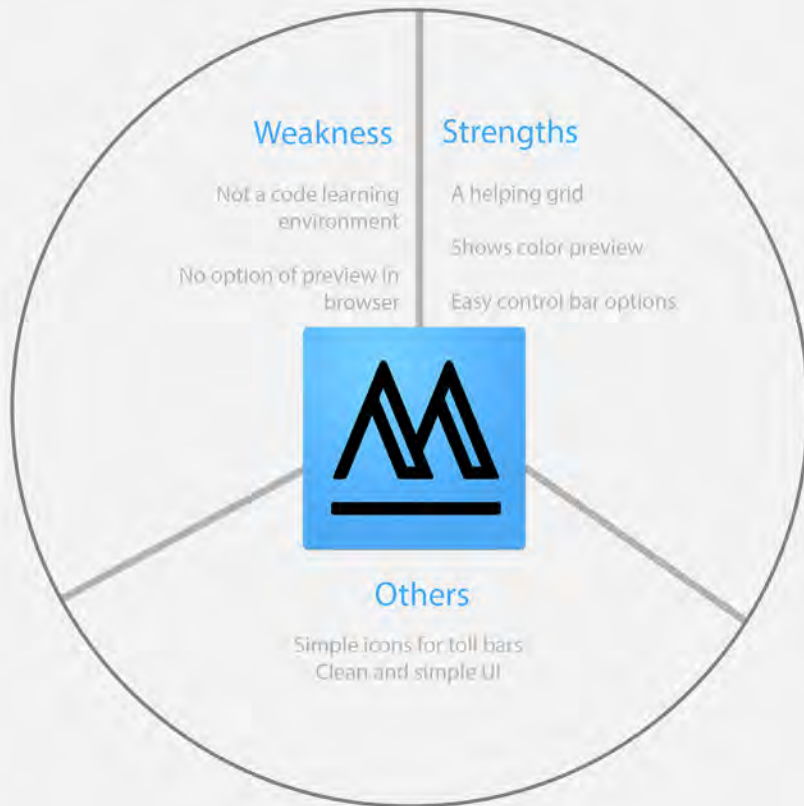 Weakness
Not a code learning
environment
No option of preview in
browser
Strengths
A helping grid
Shows color preview
Easy control bar options
Others
Simple icons for toll bars
Clean and simple UI